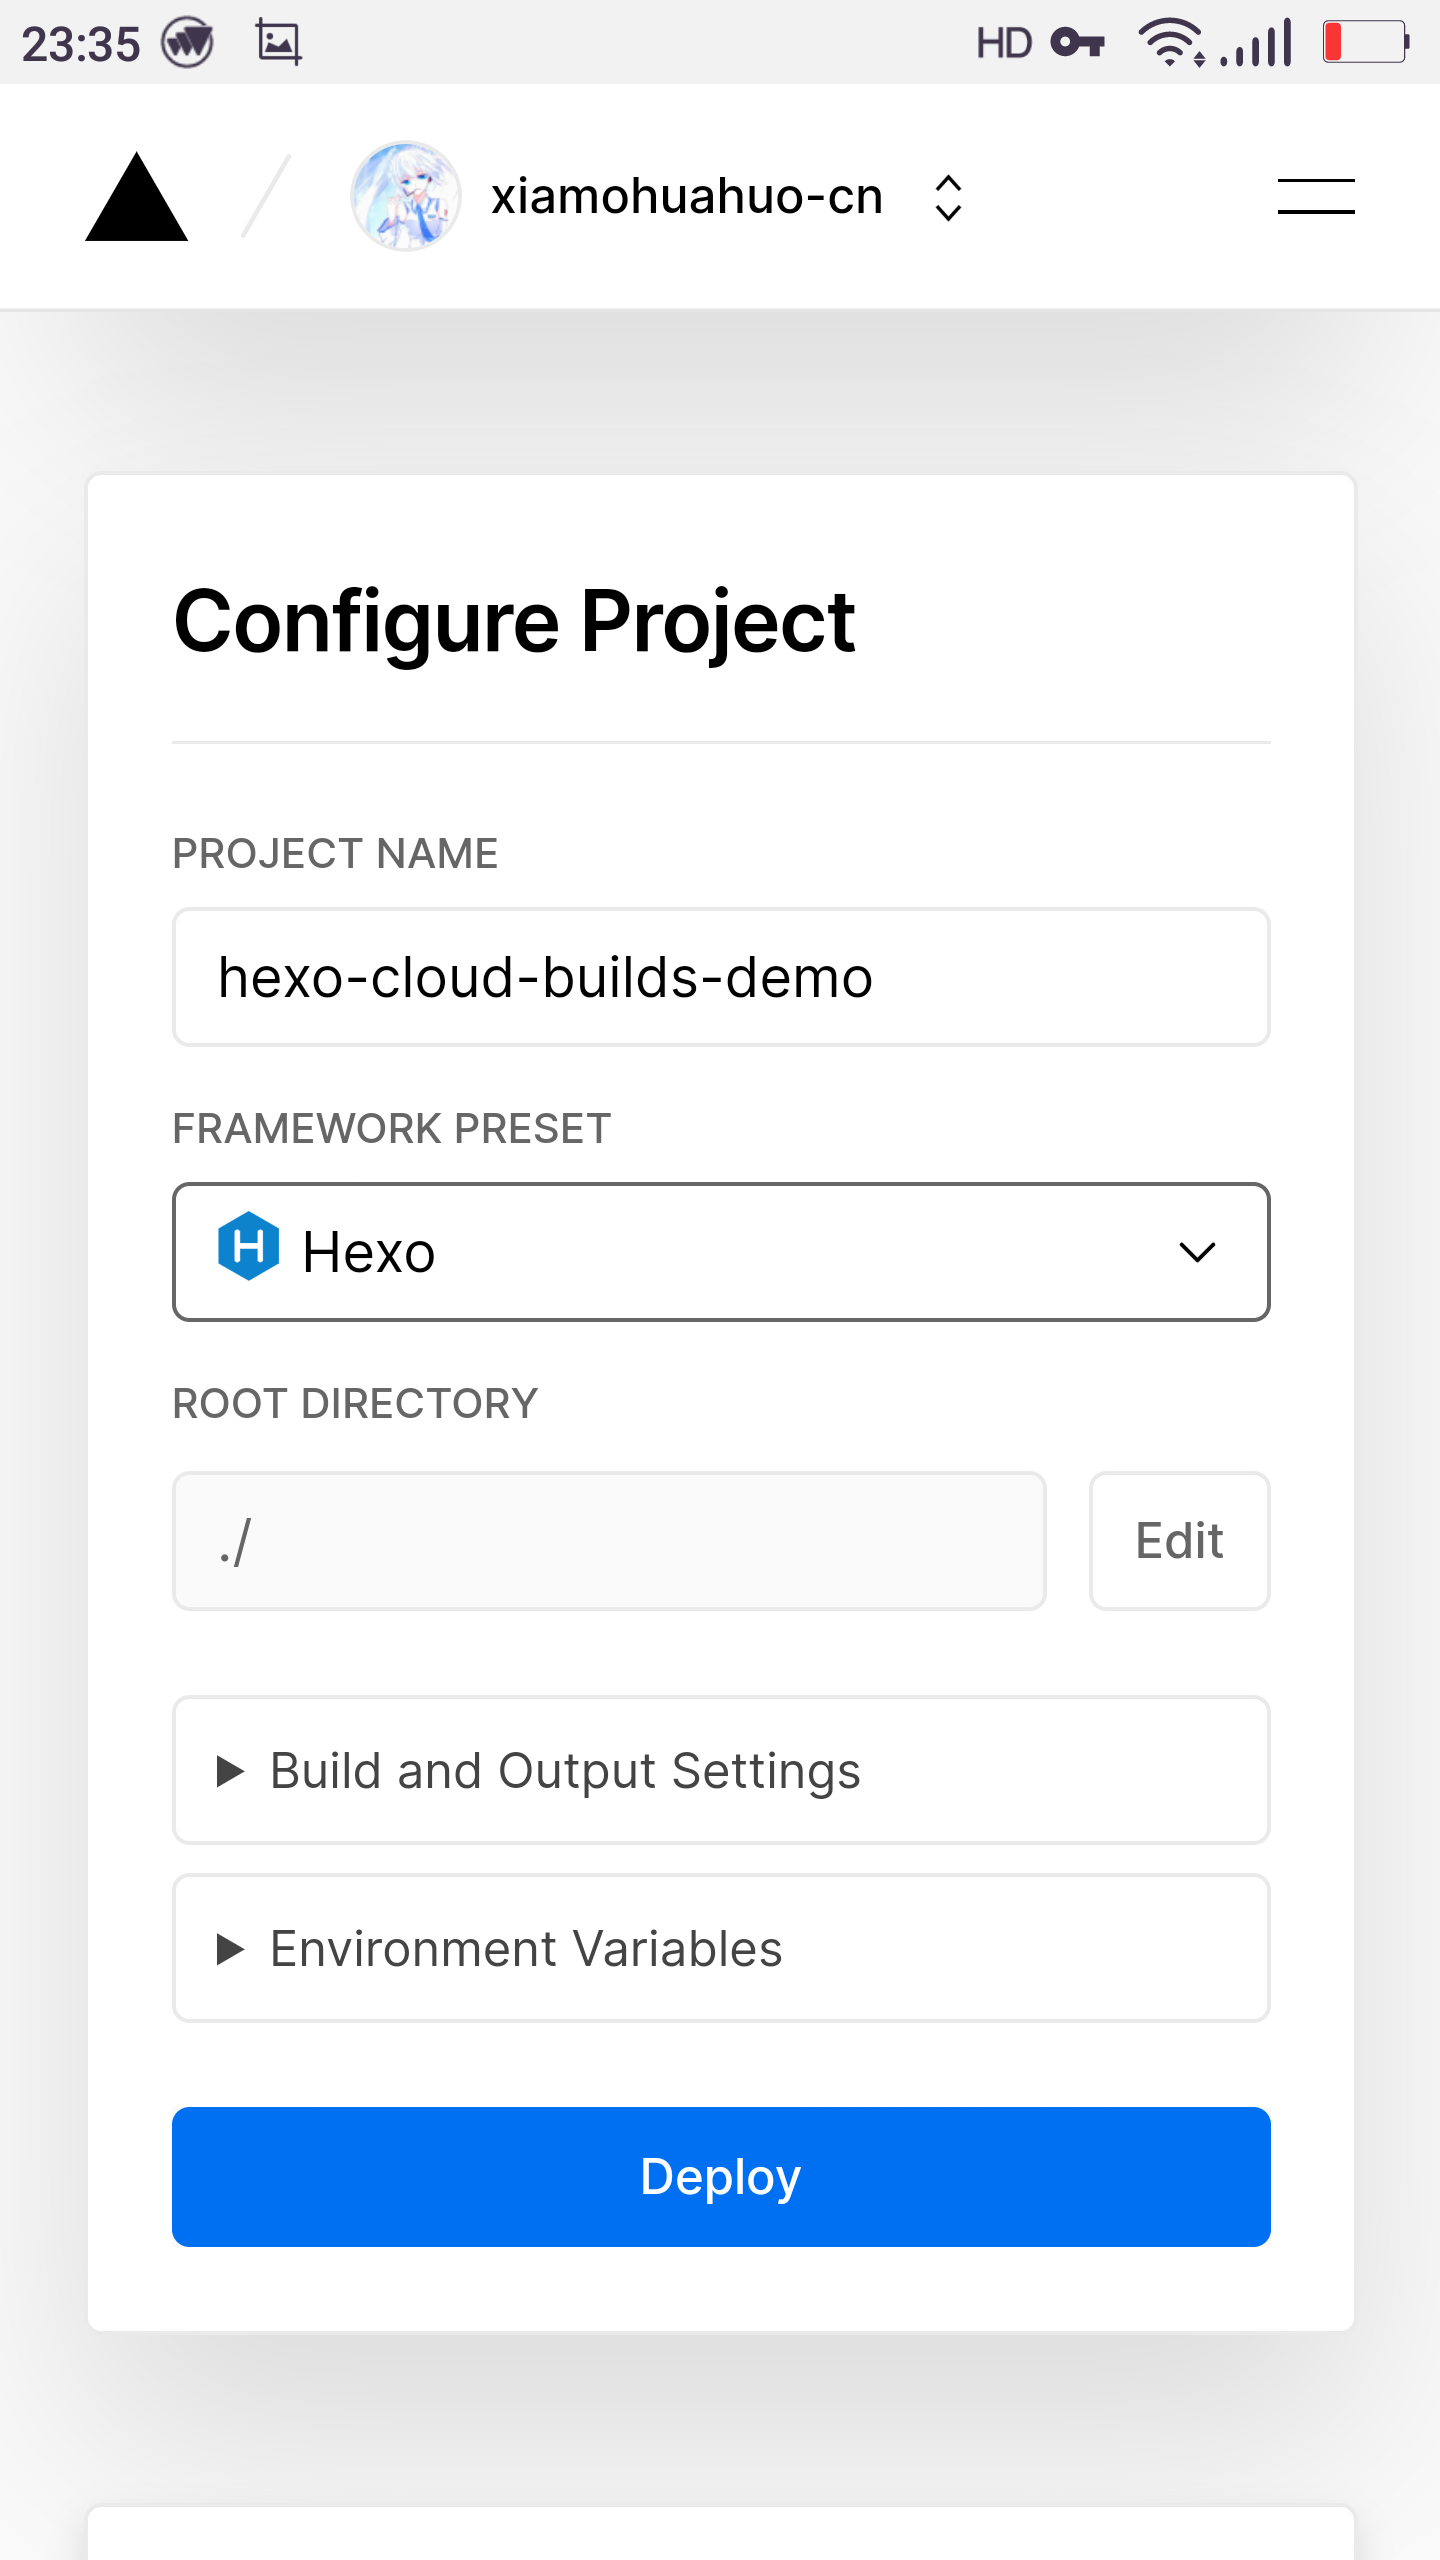 23:35
HD
xiamohuahuo-cn
Configure Project
PROJECT NAME
hexo-cloud-builds-demo
FRAMEWORK PRESET
H Hexo
ROOT DIRECTORY
./
Edit
Build and Output Settings
Environment Variables
Deploy